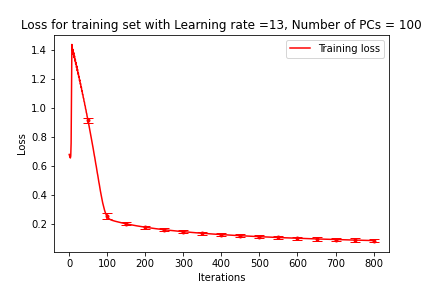 Loss for training set with Learning rate =13, Number of PCs = 100
Training loss
Loss
1.4
1.2
1.0
0.8
0.6
0.4
0.2
0 100 200 300 400 500 600 700 800
Iterations